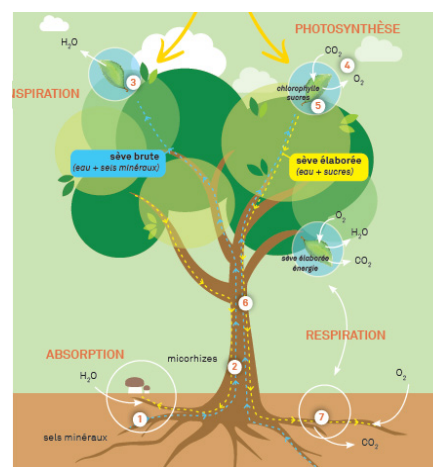 PHOTOSYNTHÈSE
H₂O
CO₂
4
O₂
3
NSPIRATION
chlorophylle
sucres
5
sève brute
(eau + sels minéraux)
sève élaborée
(eau + sucres)
O₂
H₂O
CO₂
sève élaborée
énergie
6
RESPIRATION
ABSORPTION
micorhizes
2
H₂O
O₂
1
7
sels minéraux
CO₂